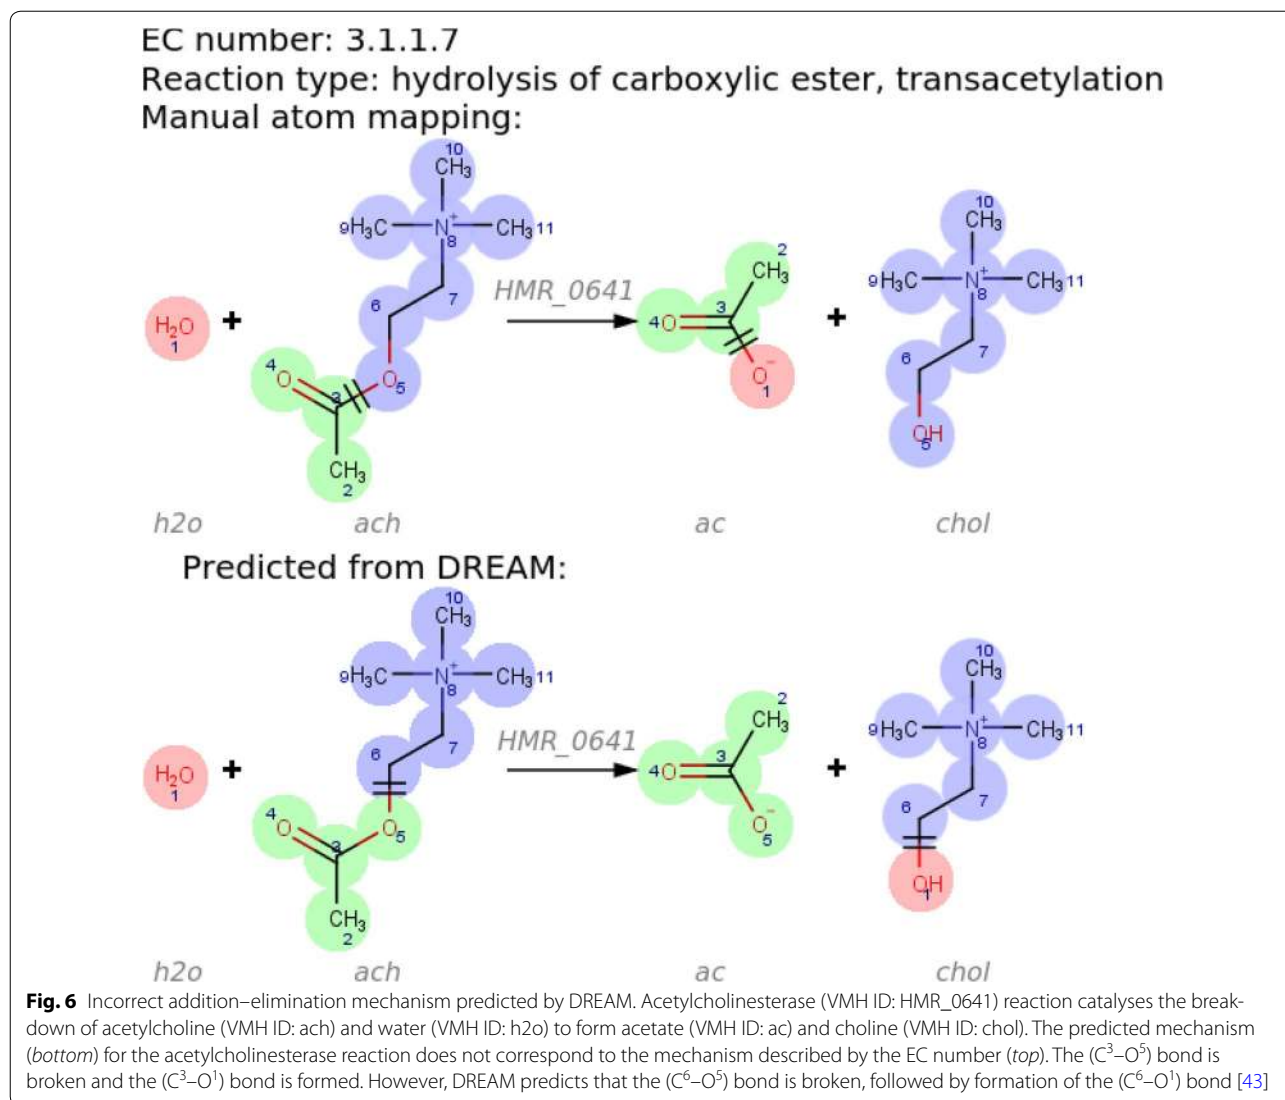 EC number: 3.1.1.7
Reaction type: hydrolysis of carboxylic ester, transacetylation
Manual atom mapping:
10
CH3
9H3C N+ CH3 11
8
7
6
H2O
1
+
4
O
O
5
3
CH3
2
HMR_0641
2
CH3
3
4O
O−
1
+
10
CH3
9H3C N+ CH3 11
8
7
6
OH
5
h2o ach ac chol
Predicted from DREAM:
10
CH3
9H3C N+ CH3 11
8
7
6
H2O
1
+
4
O
O
5
3
CH3
2
HMR_0641
2
CH3
3
4O
O−
5
+
10
CH3
9H3C N+ CH3 11
8
7
6
OH
1
h2o ach ac chol
Fig. 6 Incorrect addition–elimination mechanism predicted by DREAM. Acetylcholinesterase (VMH ID: HMR_0641) reaction catalyses the break-
down of acetylcholine (VMH ID: ach) and water (VMH ID: h2o) to form acetate (VMH ID: ac) and choline (VMH ID: chol). The predicted mechanism
(bottom) for the acetylcholinesterase reaction does not correspond to the mechanism described by the EC number (top). The (C3–O5) bond is
broken and the (C3–O1) bond is formed. However, DREAM predicts that the (C6–O5) bond is broken, followed by formation of the (C6–O1) bond [43]